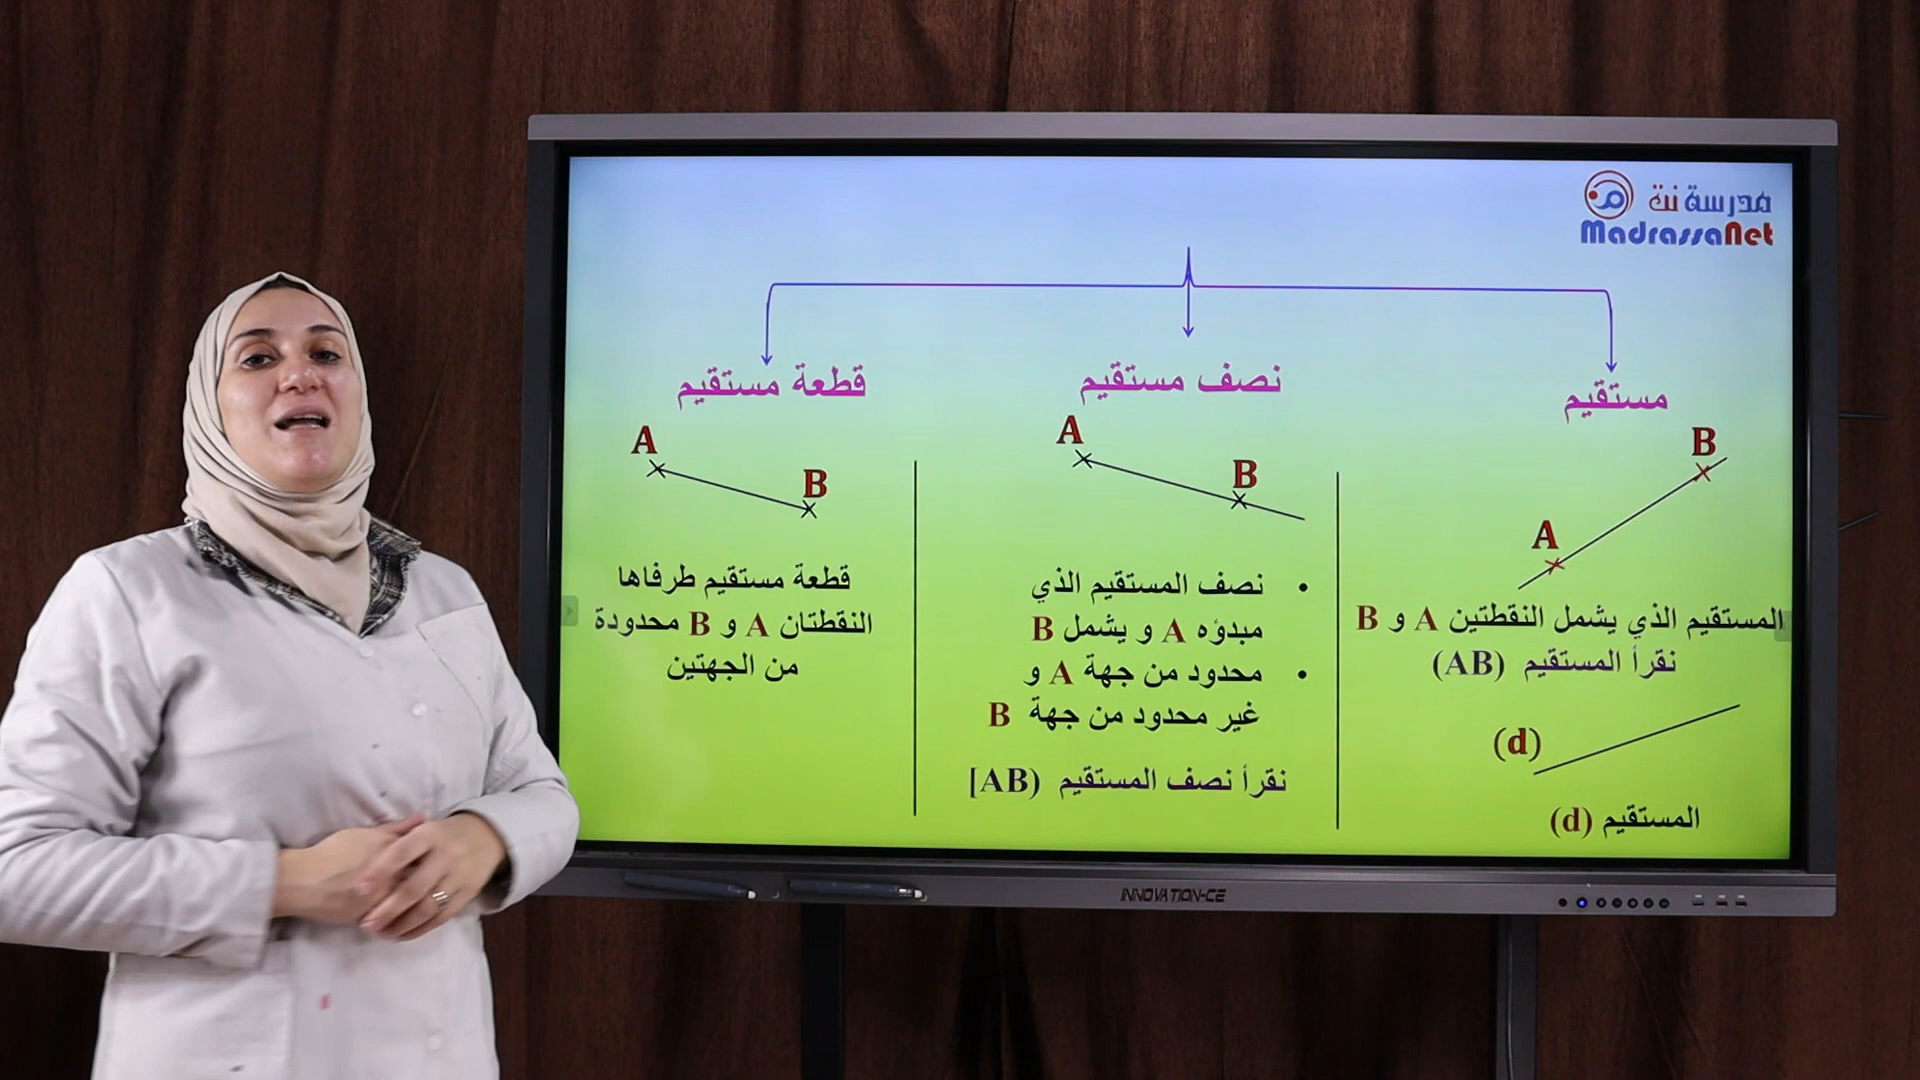 مدرسة نت
MadrassaNet
مستقيم
B
A
المستقيم الذي يشمل النقطتين A و B
نقرأ المستقيم (AB)
(d)
المستقيم (d)
نصف مستقيم
A
B
• نصف المستقيم الذي
مبدؤه A و يشمل B
• محدود من جهة A و
غير محدود من جهة B
نقرأ نصف المستقيم [AB)
قطعة مستقيم
A
B
قطعة مستقيم طرفاها
النقطتان A و B محدودة
من الجهتين
INNOVATION-CE